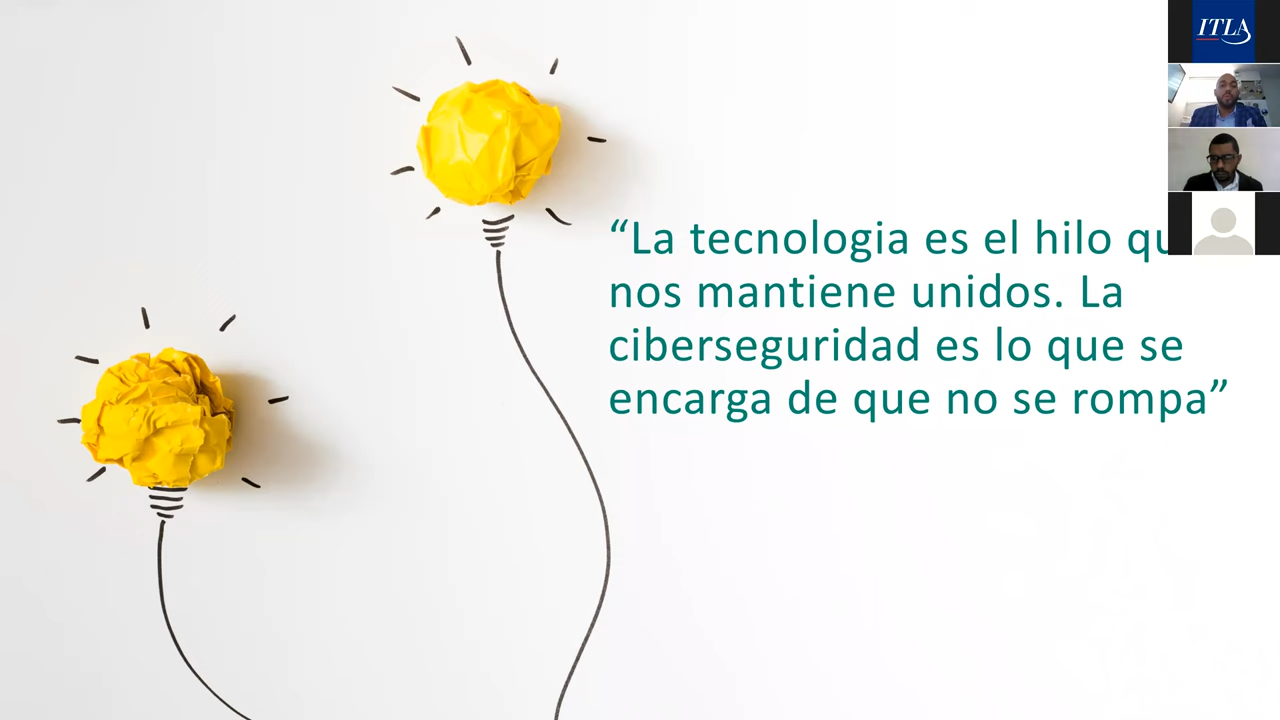 ITLA
“La tecnologia es el hilo
nos mantiene unidos. La
ciberseguridad es lo que se
encarga de que no se rompa”